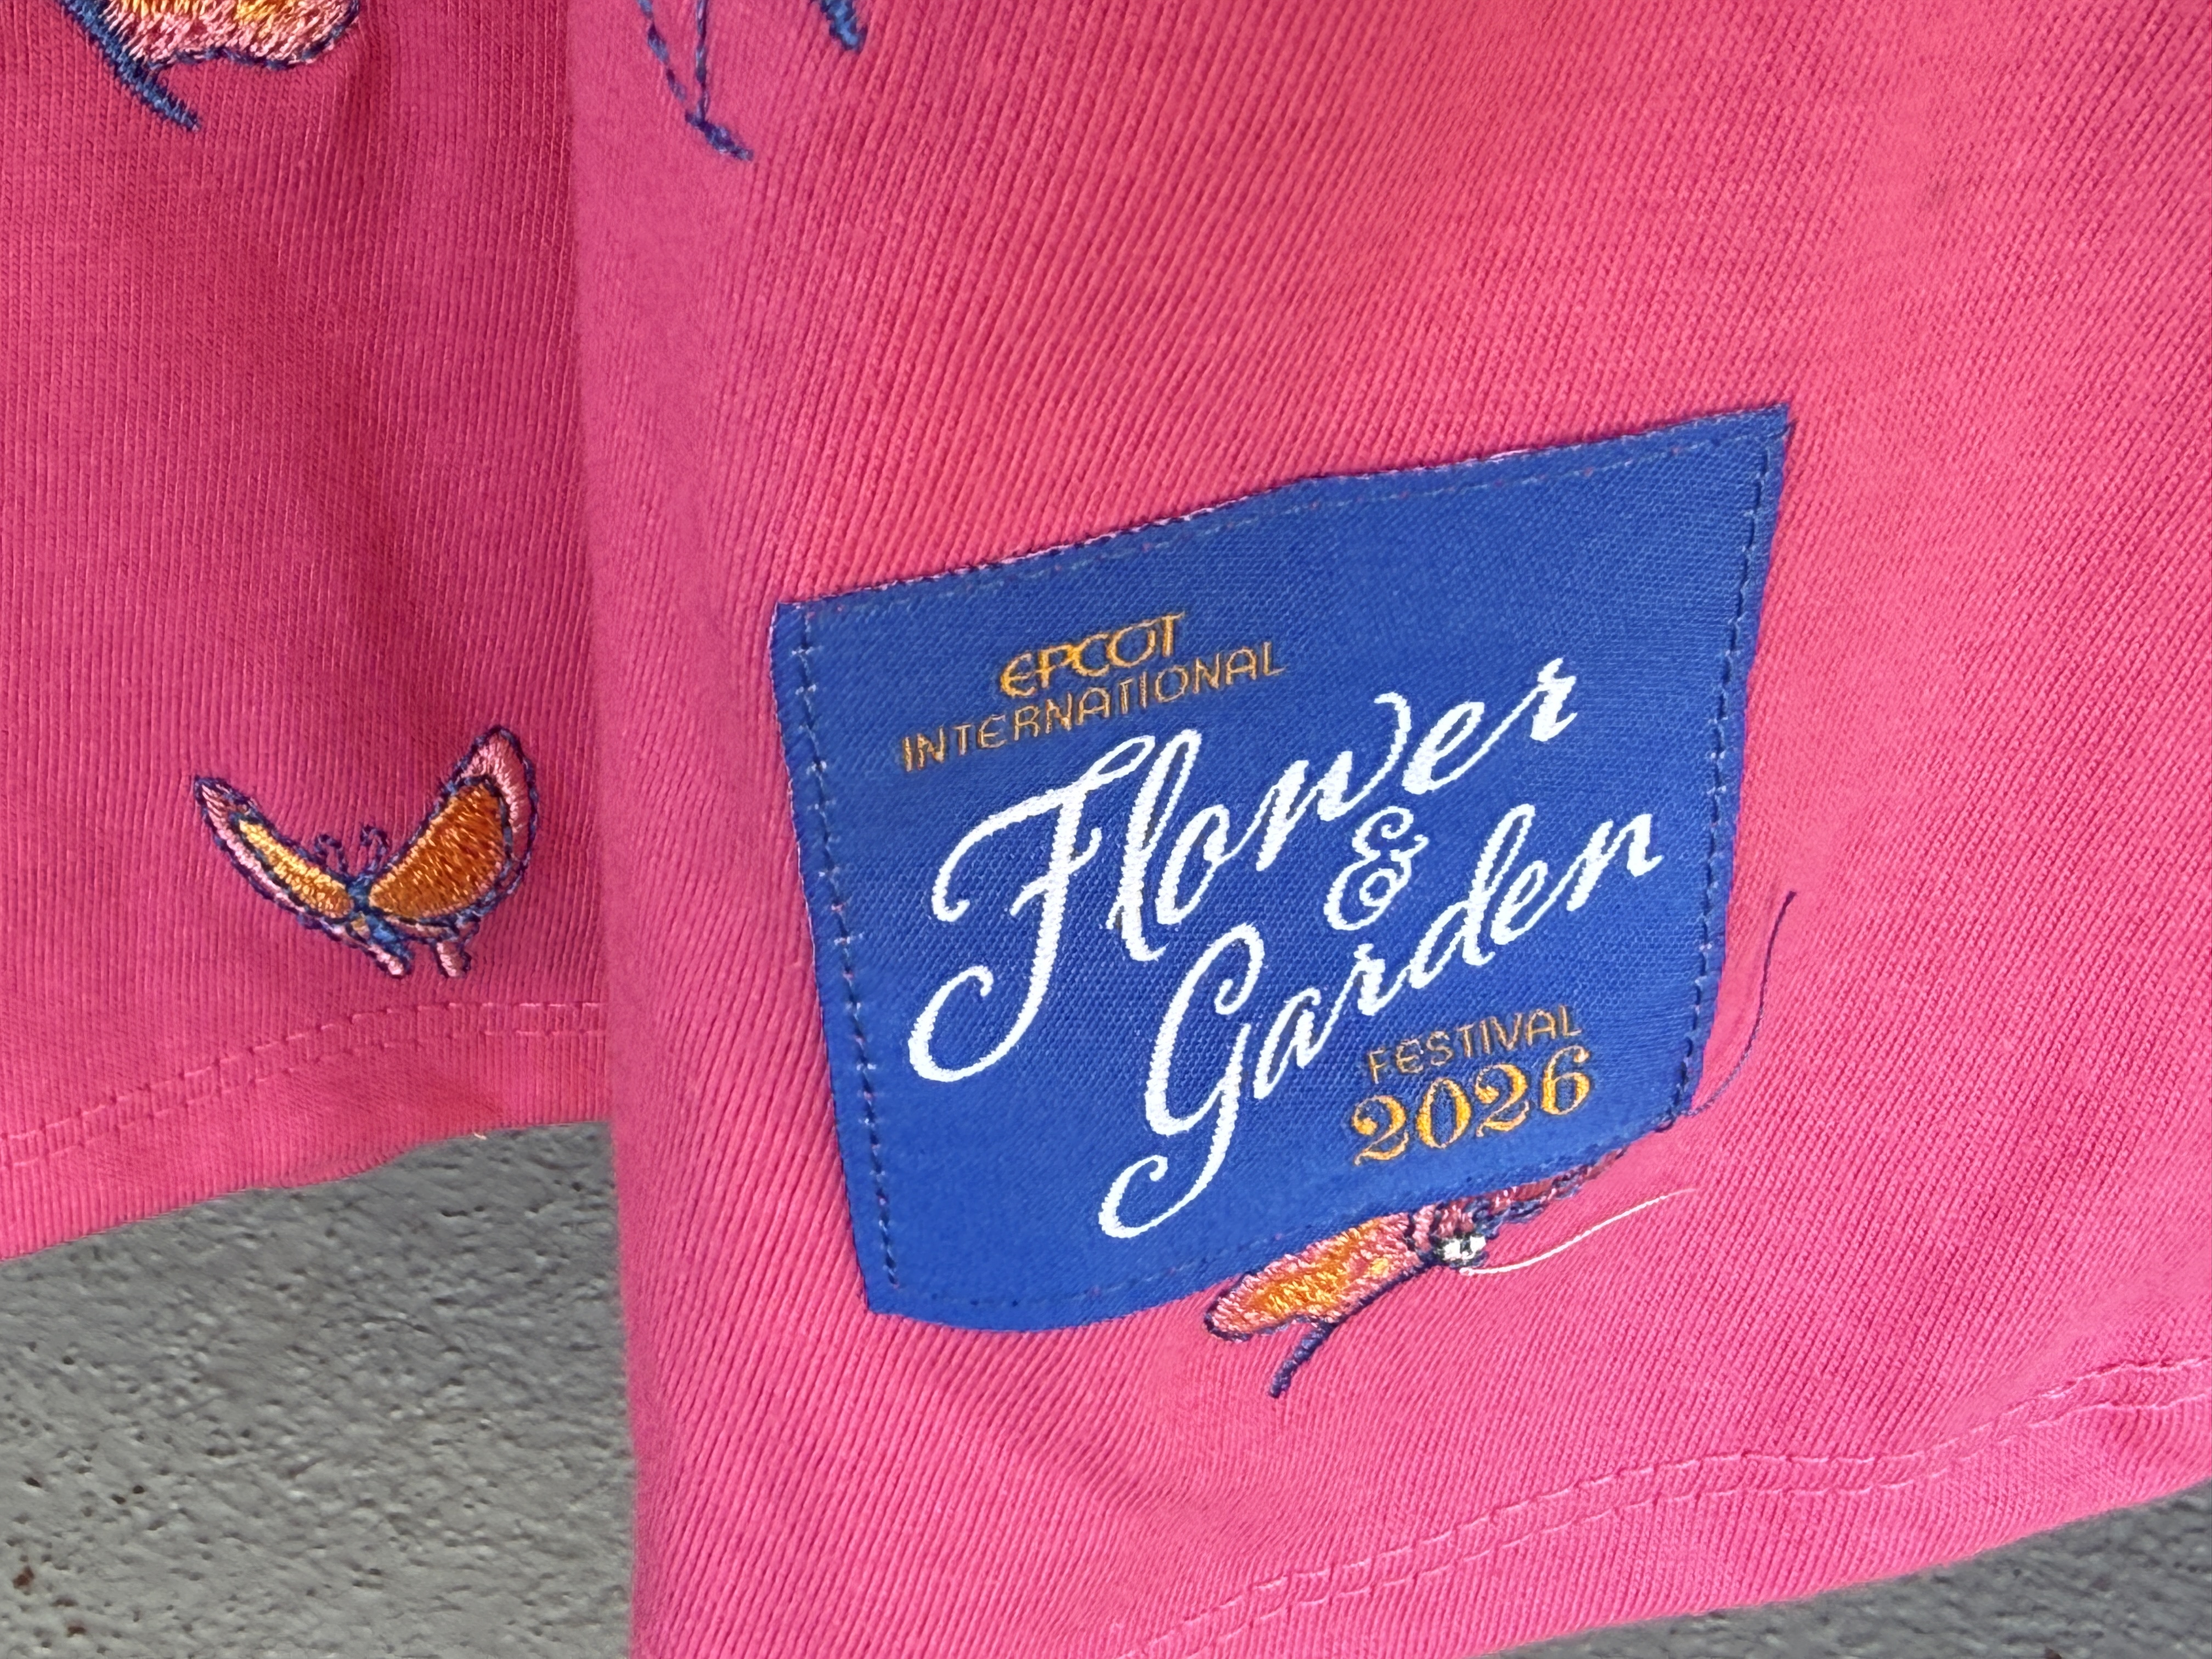 EPCOT
INTERNATIONAL
Flower
&
Garden
FESTIVAL
2026